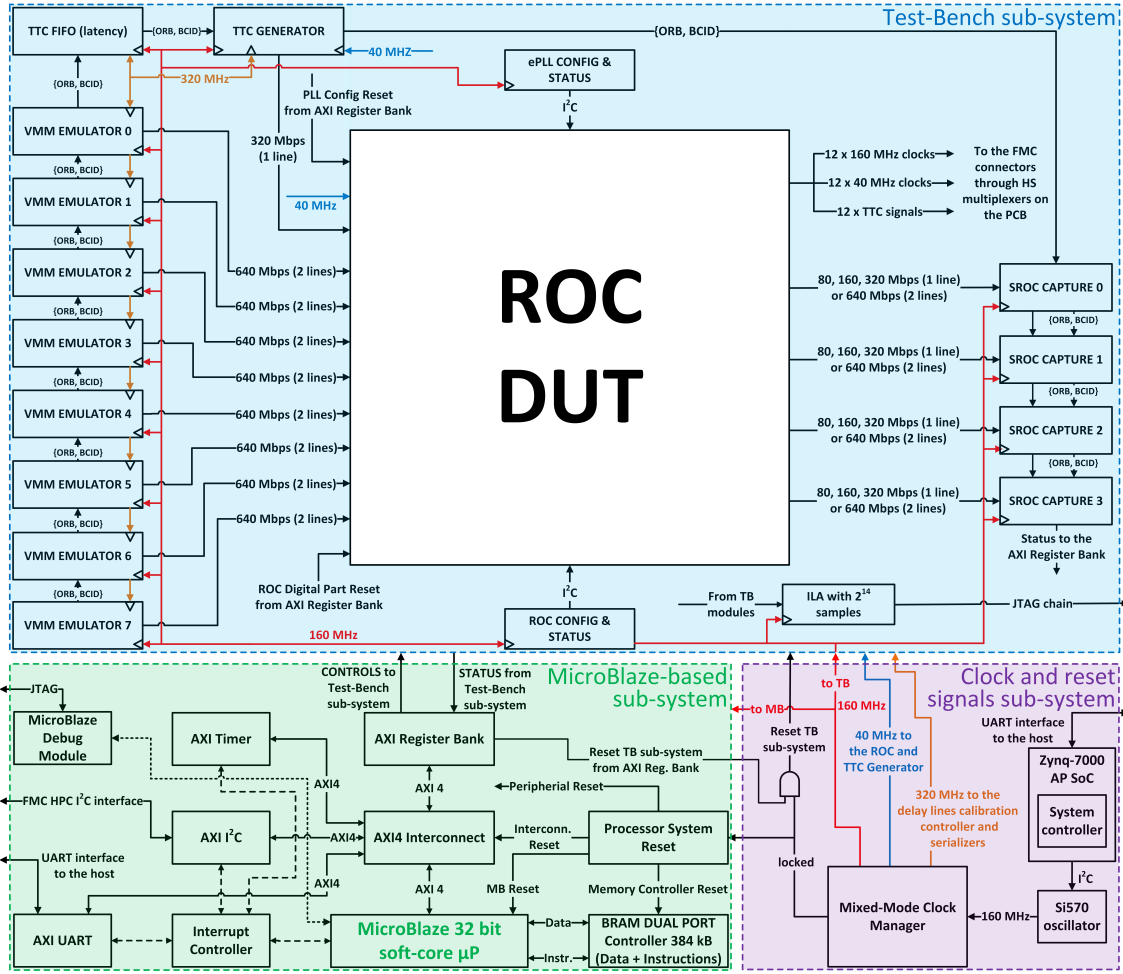 Test-Bench sub-system
TTC FIFO (latency)
{ORB, BCID}
TTC GENERATOR
{ORB, BCID}
40 MHZ
320 MHz
{ORB, BCID}
ePLL CONFIG &
STATUS
I²C
PLL Config Reset
from AXI Register Bank
320 Mbps
(1 line)
40 MHz
VMM EMULATOR 0
{ORB, BCID}
VMM EMULATOR 1
{ORB, BCID}
VMM EMULATOR 2
{ORB, BCID}
VMM EMULATOR 3
{ORB, BCID}
VMM EMULATOR 4
{ORB, BCID}
VMM EMULATOR 5
{ORB, BCID}
VMM EMULATOR 6
{ORB, BCID}
VMM EMULATOR 7
640 Mbps (2 lines)
640 Mbps (2 lines)
640 Mbps (2 lines)
640 Mbps (2 lines)
640 Mbps (2 lines)
640 Mbps (2 lines)
640 Mbps (2 lines)
640 Mbps (2 lines)
ROC Digital Part Reset
from AXI Register Bank
160 MHz
ROC
DUT
I²C
ROC CONFIG &
STATUS
12 x 160 MHz clocks
12 x 40 MHz clocks
12 x TTC signals
To the FMC
connectors
through HS
multiplexers on
the PCB
80, 160, 320 Mbps (1 line)
or 640 Mbps (2 lines)
80, 160, 320 Mbps (1 line)
or 640 Mbps (2 lines)
80, 160, 320 Mbps (1 line)
or 640 Mbps (2 lines)
80, 160, 320 Mbps (1 line)
or 640 Mbps (2 lines)
SROC CAPTURE 0
{ORB, BCID}
SROC CAPTURE 1
{ORB, BCID}
SROC CAPTURE 2
{ORB, BCID}
SROC CAPTURE 3
Status to the
AXI Register Bank
From TB
modules
ILA with 2¹⁴
samples
JTAG chain
MicroBlaze-based
sub-system
JTAG
MicroBlaze
Debug
Module
CONTROLS to
Test-Bench
sub-system
STATUS from
Test-Bench
sub-system
AXI Timer
AXI Register Bank
Reset TB sub-system
from AXI Reg. Bank
AXI4
AXI 4
Peripherial Reset
FMC HPC I²C interface
AXI I²C
AXI4
AXI4 Interconnect
Interconn.
Reset
Processor System
Reset
UART interface
to the host
AXI4
AXI 4
MB Reset
Memory Controller Reset
AXI UART
Interrupt
Controller
MicroBlaze 32 bit
soft-core µP
Data
Instr.
BRAM DUAL PORT
Controller 384 kB
(Data + Instructions)
Clock and reset
signals sub-system
to TB
to MB
160 MHz
Reset TB
sub-system
40 MHz to
the ROC and
TTC Generator
320 MHz to the
delay lines calibration
controller and
serializers
locked
Mixed-Mode Clock
Manager
160 MHz
UART interface
to the host
Zynq-7000
AP SoC
System
controller
I²C
Si570
oscillator